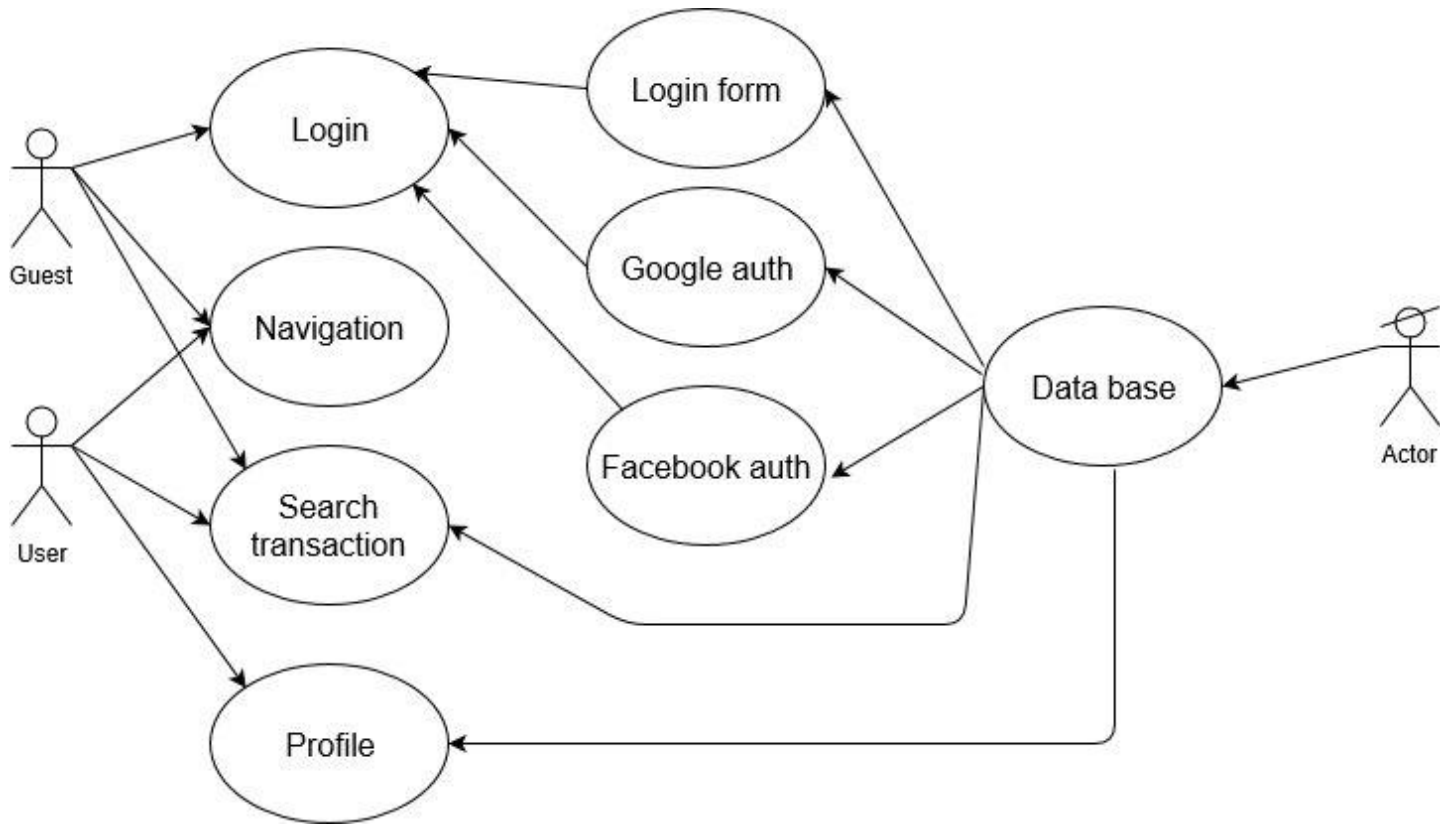 Login form
Login
Google auth
Guest
Navigation
Data base
Actor
Facebook auth
Search
transaction
User
Profile